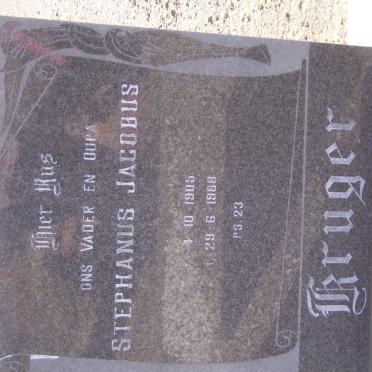 Hier Rus
ONS VADER EN OUPA
STEPHANUS JACOBUS
* 4-10-1905
† 29-6-1988
PS. 23
Kruger